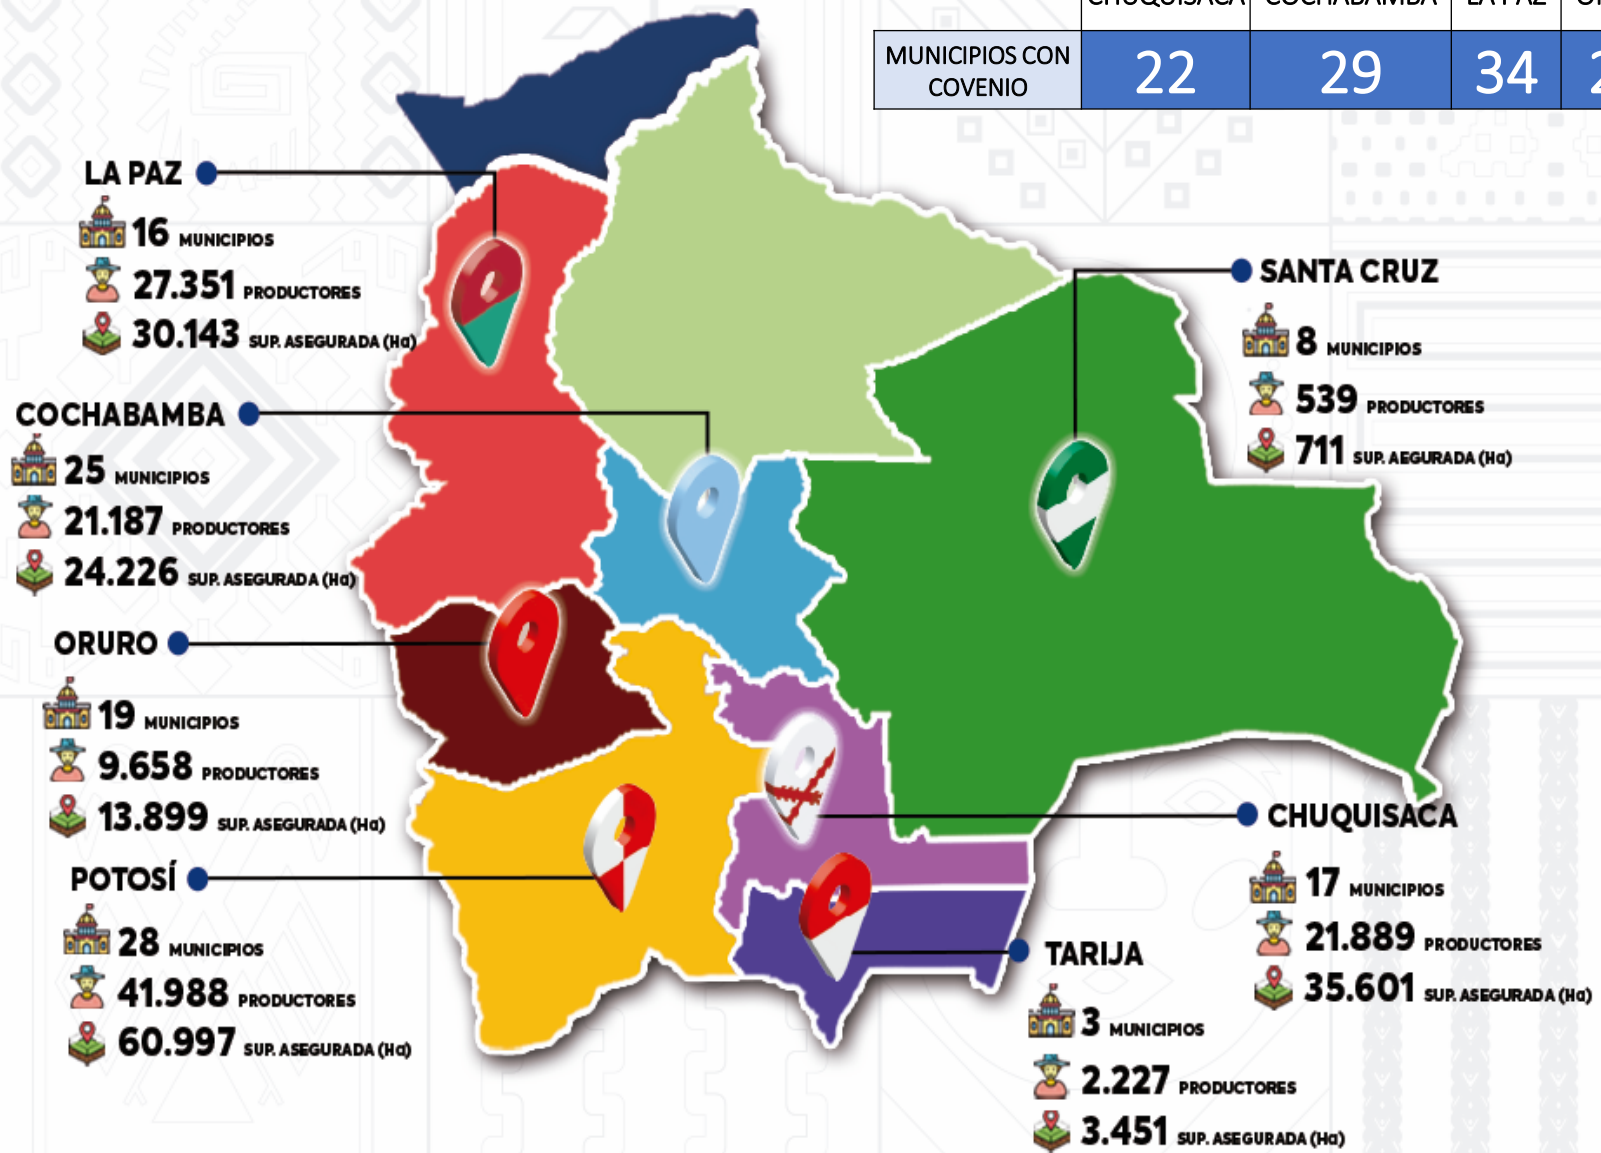 CHUQUISACA COCHABAMBA LA PAZ
MUNICIPIOS CON COVENIO 22 29 34
LA PAZ
16 MUNICIPIOS
27.351 PRODUCTORES
30.143 SUP. ASEGURADA (Ha)
COCHABAMBA
25 MUNICIPIOS
21.187 PRODUCTORES
24.226 SUP. ASEGURADA (Ha)
ORURO
19 MUNICIPIOS
9.658 PRODUCTORES
13.899 SUP. ASEGURADA (Ha)
POTOSÍ
28 MUNICIPIOS
41.988 PRODUCTORES
60.997 SUP. ASEGURADA (Ha)
SANTA CRUZ
8 MUNICIPIOS
539 PRODUCTORES
711 SUP. AEGURADA (Ha)
CHUQUISACA
17 MUNICIPIOS
21.889 PRODUCTORES
35.601 SUP. ASEGURADA (Ha)
TARIJA
3 MUNICIPIOS
2.227 PRODUCTORES
3.451 SUP. ASEGURADA (Ha)